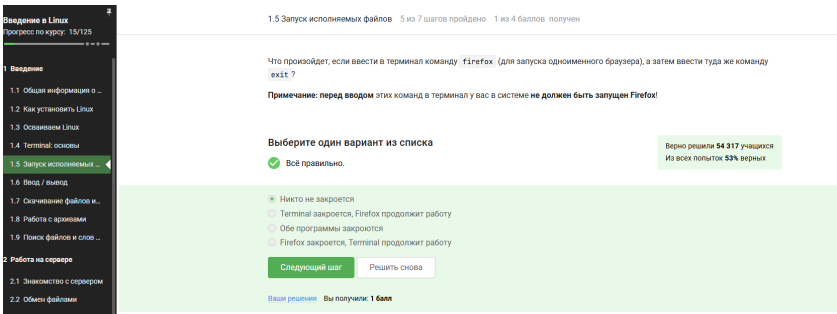 Введение в Linux
Прогресс по курсу: 15/125
1 Введение
1.1 Общая информация о ...
1.2 Как установить Linux
1.3 Осваиваем Linux
1.4 Terminal: основы
1.5 Запуск исполняемых ...
1.6 Ввод / вывод
1.7 Скачивание файлов и...
1.8 Работа с архивами
1.9 Поиск файлов и слов ...
2 Работа на сервере
2.1 Знакомство с сервером
2.2 Обмен файлами
1.5 Запуск исполняемых файлов 5 из 7 шагов пройдено 1 из 4 баллов получен
Что произойдет, если ввести в терминал команду firefox (для запуска одноименного браузера), а затем ввести туда же команду
exit ?
Примечание: перед вводом этих команд в терминал у вас в системе не должен быть запущен Firefox!
Выберите один вариант из списка
Всё правильно.
Верно решили 54 317 учащихся
Из всех попыток 53% верных
Никто не закроется
Terminal закроется, Firefox продолжит работу
Обе программы закроются
Firefox закроется, Terminal продолжит работу
Следующий шаг Решить снова
Ваши решения Вы получили: 1 балл